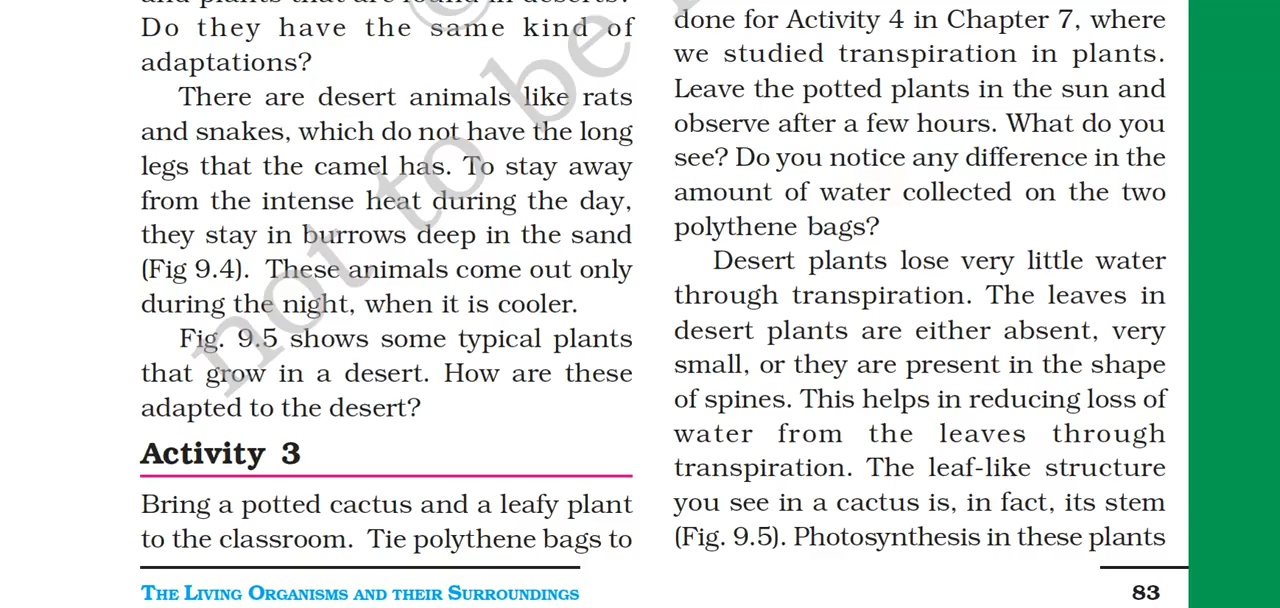 and plants that are found in deserts?
Do they have the same kind of
adaptations?
There are desert animals like rats
and snakes, which do not have the long
legs that the camel has. To stay away
from the intense heat during the day,
they stay in burrows deep in the sand
(Fig 9.4). These animals come out only
during the night, when it is cooler.
Fig. 9.5 shows some typical plants
that grow in a desert. How are these
adapted to the desert?
Activity 3
Bring a potted cactus and a leafy plant
to the classroom. Tie polythene bags to
done for Activity 4 in Chapter 7, where
we studied transpiration in plants.
Leave the potted plants in the sun and
observe after a few hours. What do you
see? Do you notice any difference in the
amount of water collected on the two
polythene bags?
Desert plants lose very little water
through transpiration. The leaves in
desert plants are either absent, very
small, or they are present in the shape
of spines. This helps in reducing loss of
water from the leaves through
transpiration. The leaf-like structure
you see in a cactus is, in fact, its stem
(Fig. 9.5). Photosynthesis in these plants
THE LIVING ORGANISMS AND THEIR SURROUNDINGS
83
©
not to be